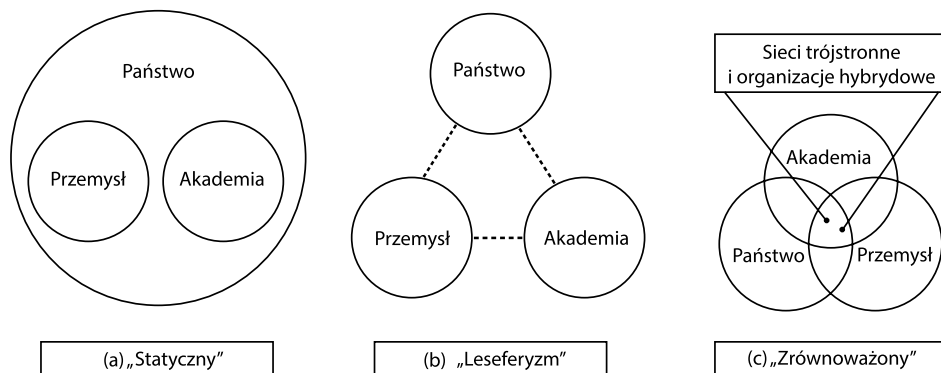 Państwo
Przemysł
Akademia
(a) „Statyczny”
Państwo
Przemysł
Akademia
(b) „Leseferyzm”
Sieci trójstronne
i organizacje hybrydowe
Akademia
Państwo
Przemysł
(c) „Zrównoważony”